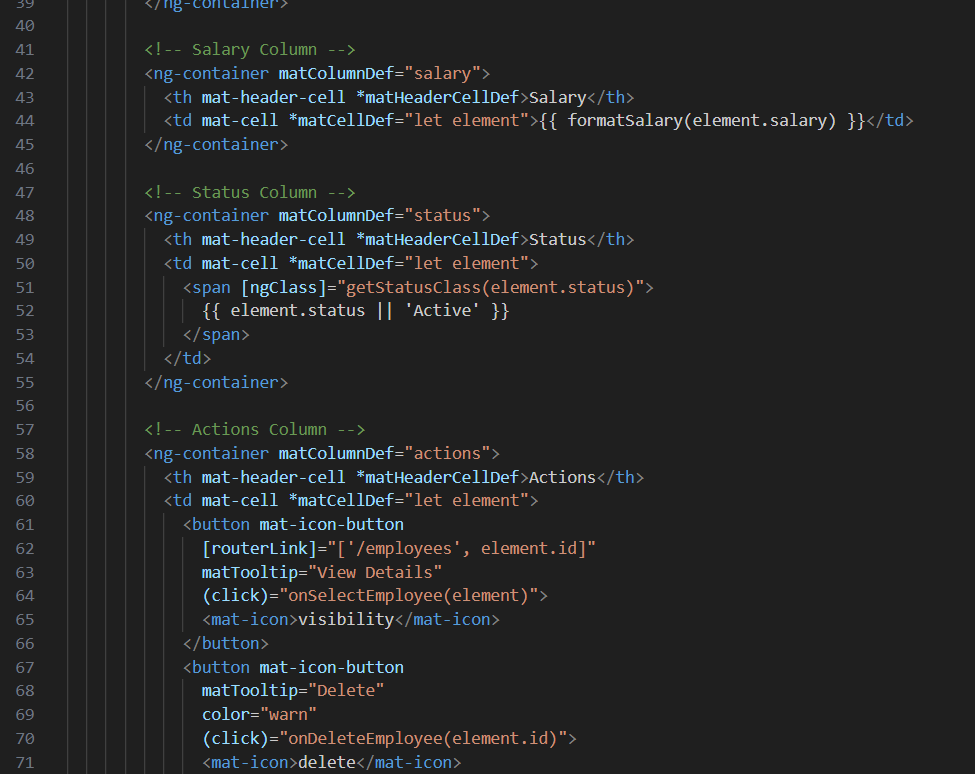 39 </ng-container>
40
41 <!-- Salary Column -->
42 <ng-container matColumnDef="salary">
43 <th mat-header-cell *matHeaderCellDef>Salary</th>
44 <td mat-cell *matCellDef="let element">{{ formatSalary(element.salary) }}</td>
45 </ng-container>
46
47 <!-- Status Column -->
48 <ng-container matColumnDef="status">
49 <th mat-header-cell *matHeaderCellDef>Status</th>
50 <td mat-cell *matCellDef="let element">
51 <span [ngClass]="getStatusClass(element.status)">
52 {{ element.status || 'Active' }}
53 </span>
54 </td>
55 </ng-container>
56
57 <!-- Actions Column -->
58 <ng-container matColumnDef="actions">
59 <th mat-header-cell *matHeaderCellDef>Actions</th>
60 <td mat-cell *matCellDef="let element">
61 <button mat-icon-button
62 [routerLink]="['/employees', element.id]"
63 matTooltip="View Details"
64 (click)="onSelectEmployee(element)">
65 <mat-icon>visibility</mat-icon>
66 </button>
67 <button mat-icon-button
68 matTooltip="Delete"
69 color="warn"
70 (click)="onDeleteEmployee(element.id)">
71 <mat-icon>delete</mat-icon>